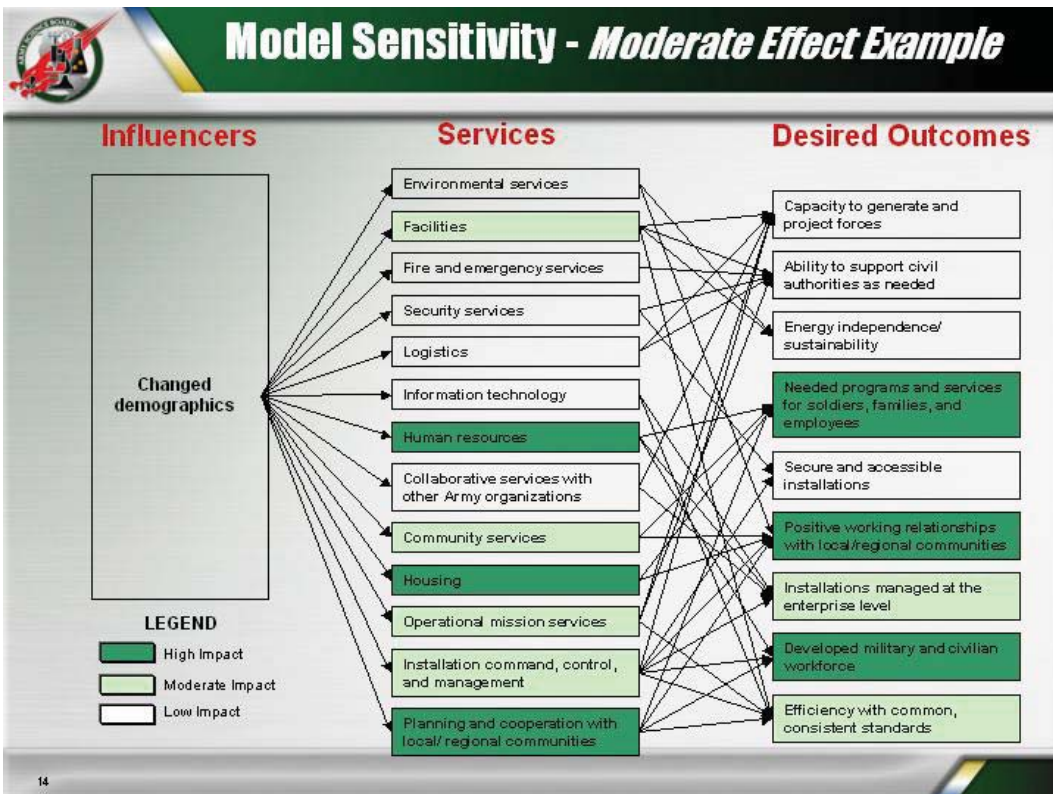 ARMY SCIENCE BOARD
Model Sensitivity - Moderate Effect Example
Influencers
Changed
demographics
LEGEND
High Impact
Moderate Impact
Low Impact
Services
Environmental services
Facilities
Fire and emergency services
Security services
Logistics
Information technology
Human resources
Collaborative services with
other Army organizations
Community services
Housing
Operational mission services
Installation command, control,
and management
Planning and cooperation with
local/ regional communities
Desired Outcomes
Capacity to generate and
project forces
Ability to support civil
authorities as needed
Energy independence/
sustainability
Needed programs and services
for soldiers, families, and
employees
Secure and accessible
installations
Positive working relationships
with local/regional communities
Installations managed at the
enterprise level
Developed military and civilian
workforce
Efficiency with common,
consistent standards
14